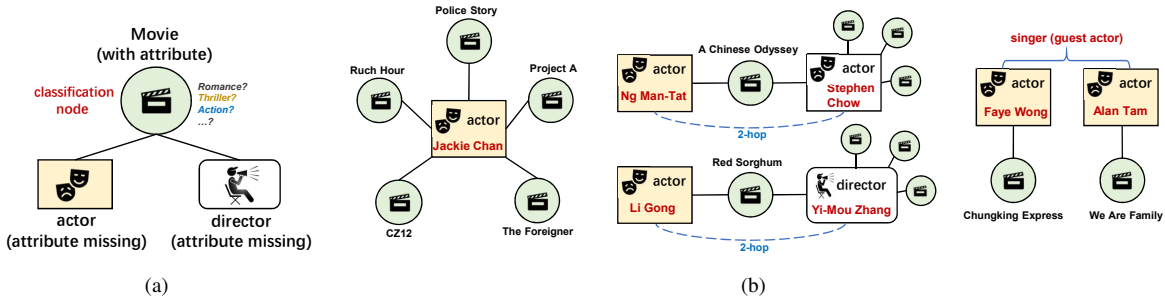 Movie
(with attribute)
classification
node
Romance?
Thriller?
Action?
...?
actor
(attribute missing)
director
(attribute missing)
(a)
Police Story
Ruch Hour
Project A
actor
Jackie Chan
CZ12
The Foreigner
actor
Ng Man-Tat
A Chinese Odyssey
actor
Stephen
Chow
2-hop
actor
Li Gong
Red Sorghum
director
Yi-Mou Zhang
2-hop
(b)
singer (guest actor)
actor
Faye Wong
actor
Alan Tam
Chungking Express
We Are Family